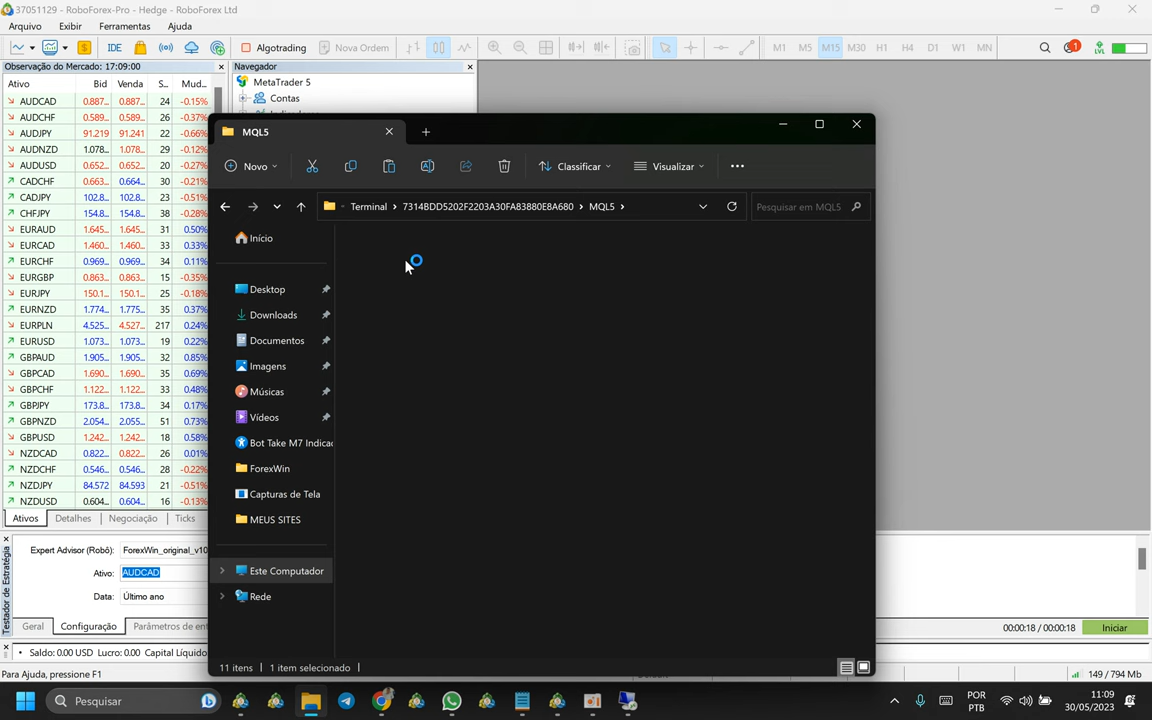 37051129 - RoboForex-Pro - Hedge - RoboForex Ltd
Arquivo Exibir Ferramentas Ajuda
IDE Algotrading Nova Ordem M1 M5 M15 M30 H1 H4 D1 W1 MN 1 LVL
Observação do Mercado: 17:09:00
Ativo Bid Venda S... Mud...
AUDCAD 0.887... 0.887... 24 -0.15%
AUDCHF 0.589... 0.589... 26 -0.37%
AUDJPY 91.219 91.241 22 -0.66%
AUDNZD 1.078... 1.078... 29 -0.12%
AUDUSD 0.652... 0.652... 20 -0.27%
CADCHF 0.663... 0.664... 30 -0.21%
CADJPY 102.8... 102.8... 23 -0.51%
CHFJPY 154.8... 154.8... 38 -0.28%
EURAUD 1.645... 1.645... 31 0.50%
EURCAD 1.460... 1.460... 33 0.33%
EURCHF 0.969... 0.969... 34 0.11%
EURGBP 0.863... 0.863... 15 -0.35%
EURJPY 150.1... 150.1... 25 -0.18%
EURNZD 1.774... 1.775... 35 0.37%
EURPLN 4.525... 4.527... 217 0.24%
EURUSD 1.073... 1.073... 19 0.22%
GBPAUD 1.905... 1.905... 32 0.85%
GBPCAD 1.690... 1.690... 35 0.69%
GBPCHF 1.122... 1.122... 33 0.48%
GBPJPY 173.8... 173.8... 34 0.17%
GBPNZD 2.054... 2.055... 51 0.73%
GBPUSD 1.242... 1.242... 18 0.58%
NZDCAD 0.822... 0.822... 26 0.01%
NZDCHF 0.546... 0.546... 28 -0.22%
NZDJPY 84.572 84.593 21 -0.51%
NZDUSD 0.604... 0.604... 16 -0.13%
Ativos Detalhes Negociação Ticks
Navegador
MetaTrader 5
Contas
MQL5
Novo Classificar Visualizar
Terminal 7314BDD5202F2203A30FA83880E8A680 MQL5 Pesquisar em MQL5
Início
Desktop
Downloads
Documentos
Imagens
Músicas
Vídeos
Bot Take M7 Indica
ForexWin
Capturas de Tela
MEUS SITES
Este Computador
Rede
11 itens 1 item selecionado
Testador de Estratégia
Expert Advisor (Robô): ForexWin_original_v10
Ativo: AUDCAD
Data: Último ano
Geral Configuração Parâmetros de en
00:00:18 / 00:00:18 Iniciar
• Saldo: 0.00 USD Lucro: 0.00 Capital Líquido
Para Ajuda, pressione F1
149 / 794 Mb
Pesquisar
POR
PTB
11:09
30/05/2023